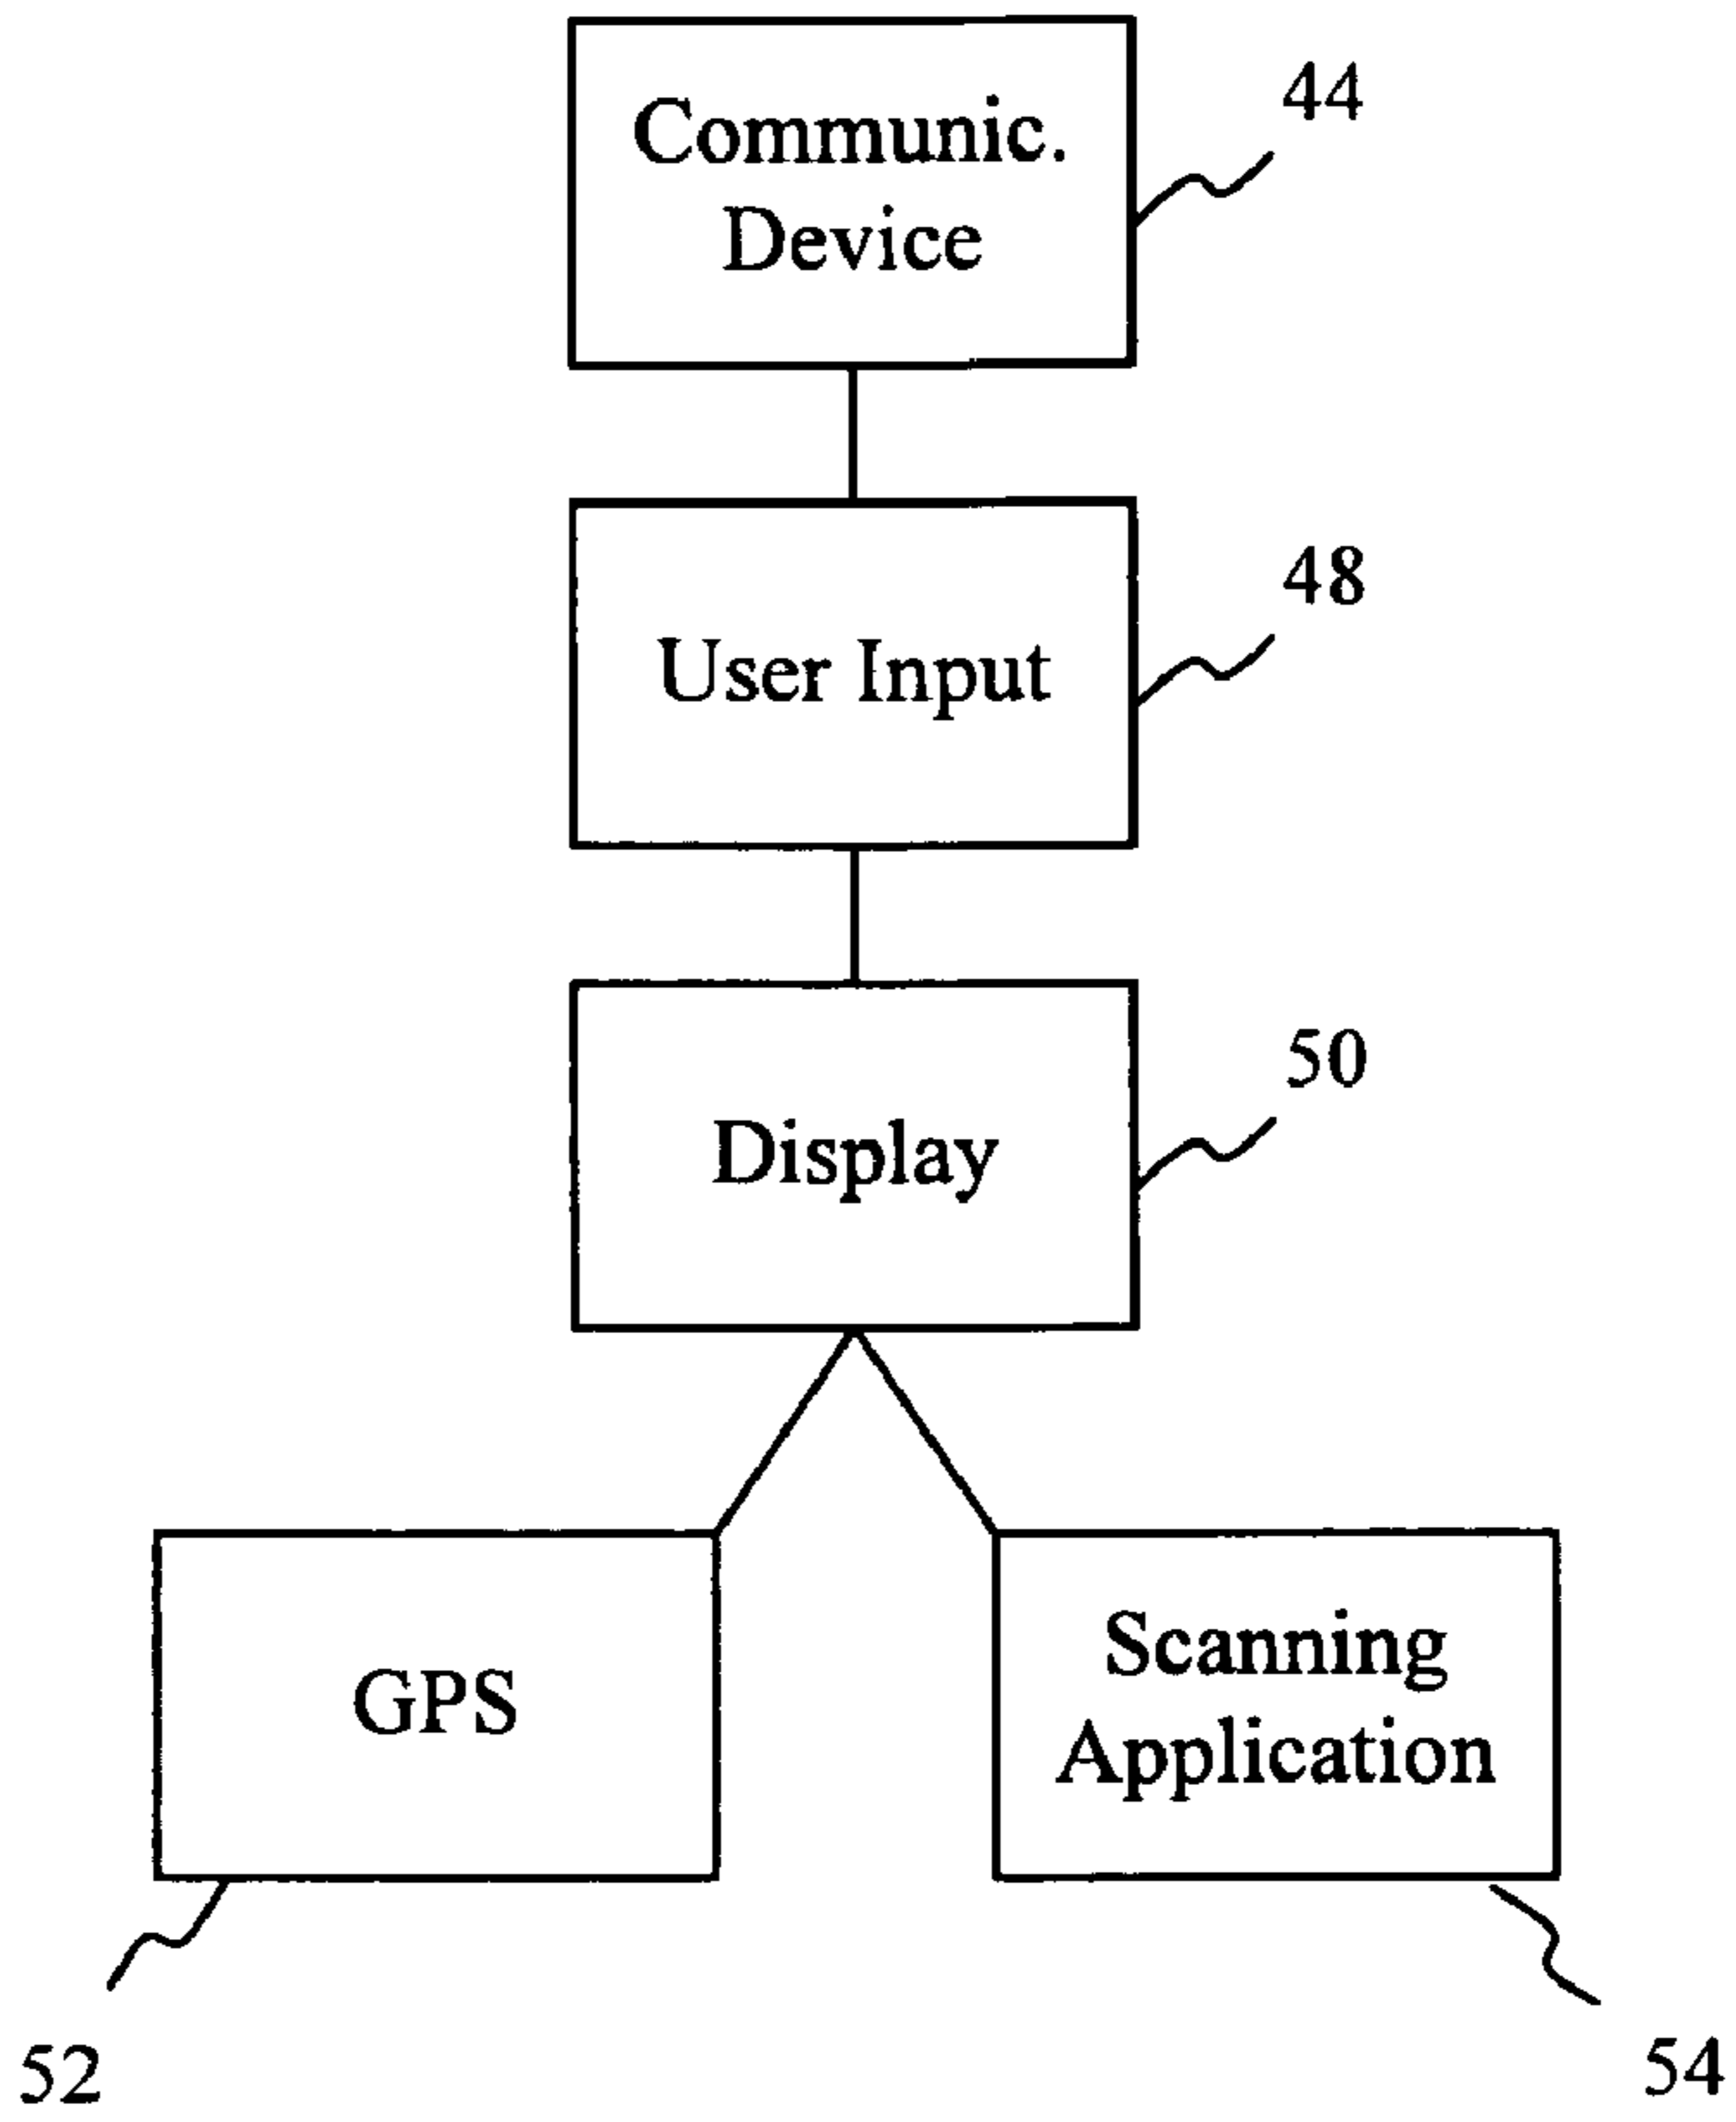 Communic.
Device
44
User Input
48
Display
50
GPS
Scanning
Application
52
54